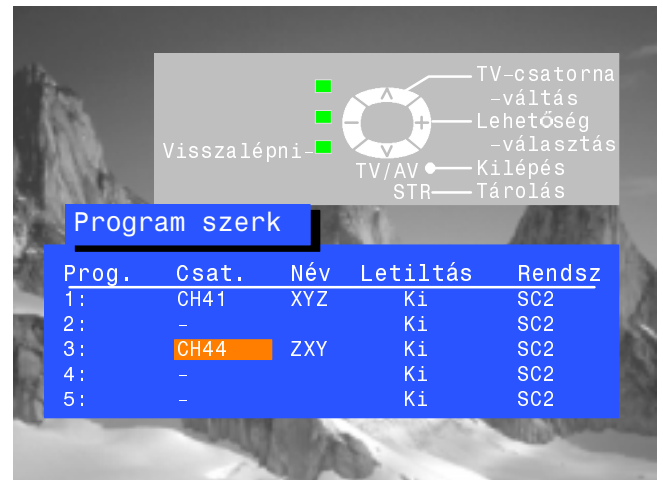 TV-csatorna
-váltás
Lehetőség
-választás
Visszalépni-
TV/AV Kilépés
STR Tárolás
Program szerk
Prog. Csat. Név Letiltás Rendsz
1: CH41 XYZ Ki SC2
2: - Ki SC2
3: CH44 ZXY Ki SC2
4: - Ki SC2
5: - Ki SC2